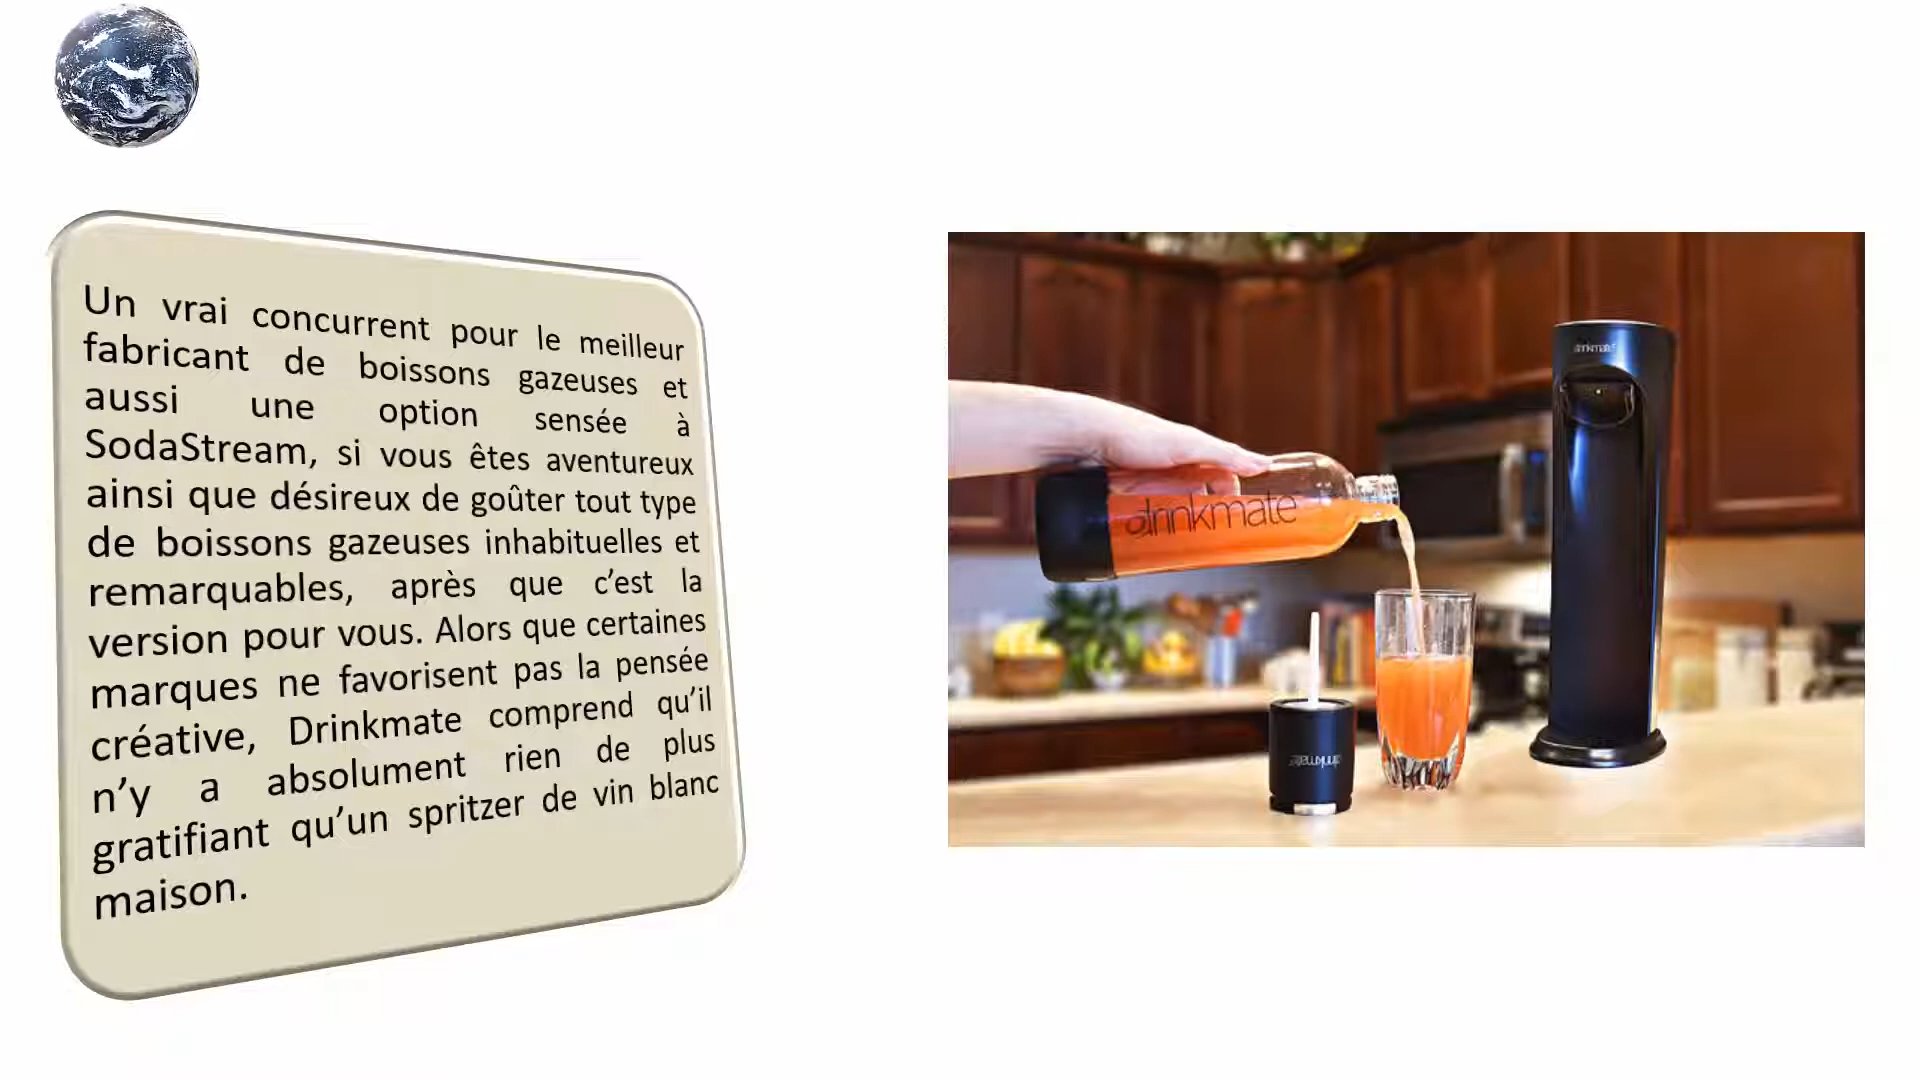 Un vrai concurrent pour le meilleur
fabricant de boissons gazeuses et
aussi une option sensée à
SodaStream, si vous êtes aventureux
ainsi que désireux de goûter tout type
de boissons gazeuses inhabituelles et
remarquables, après que c’est la
version pour vous. Alors que certaines
marques ne favorisent pas la pensée
créative, Drinkmate comprend qu’il
n’y a absolument rien de plus
gratifiant qu’un spritzer de vin blanc
maison.
drinkmate
drinkmate
drinkmate